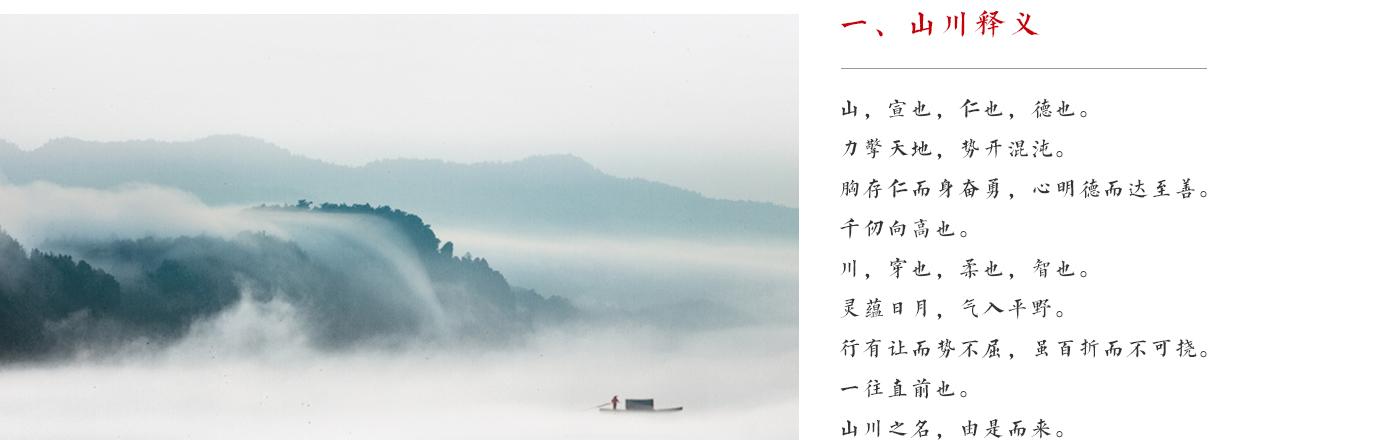 一、山川释义
山，宣也，仁也，德也。
力擎天地，势开混沌。
胸存仁而身奋勇，心明德而达至善。
千仞向高也。
川，穿也，柔也，智也。
灵蕴日月，气入平野。
行有让而势不屈，虽百折而不可挠。
一往直前也。
山川之名，由是而来。